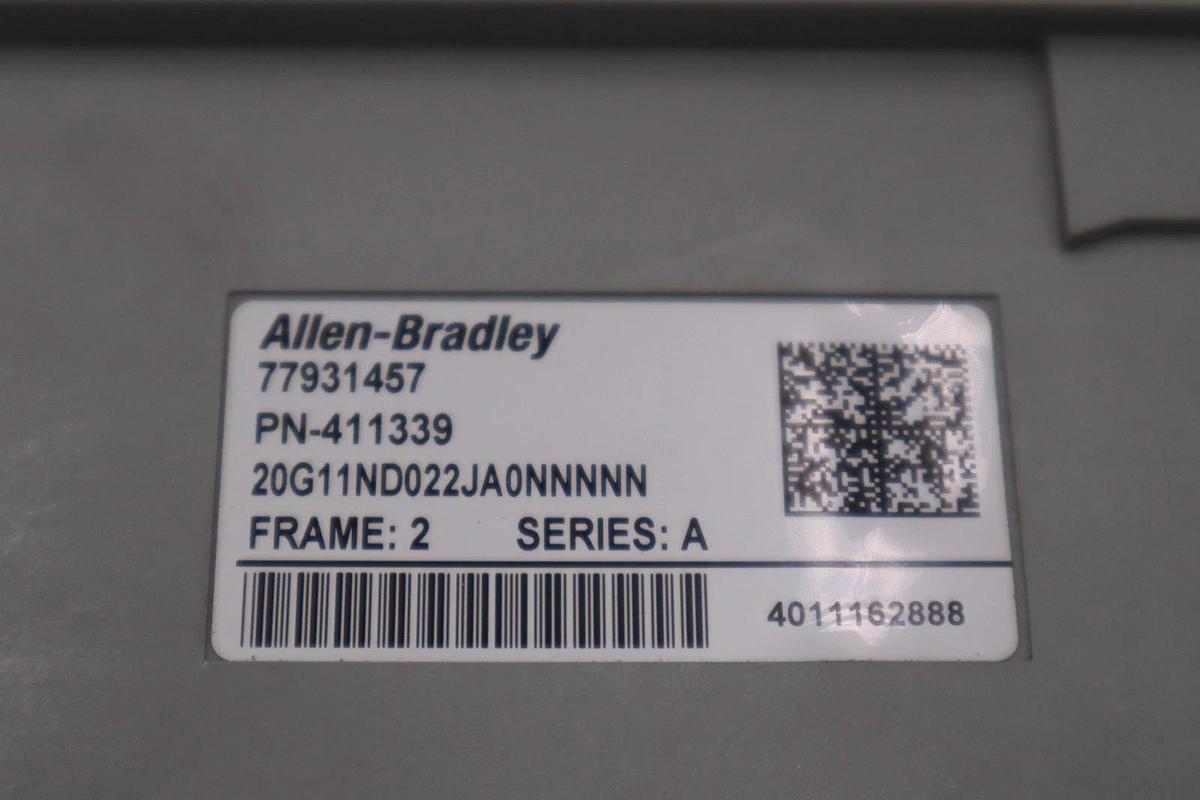 Allen-Bradley
77931457
PN-411339
20G11ND022JA0NNNNN
FRAME: 2 SERIES: A
4011162888